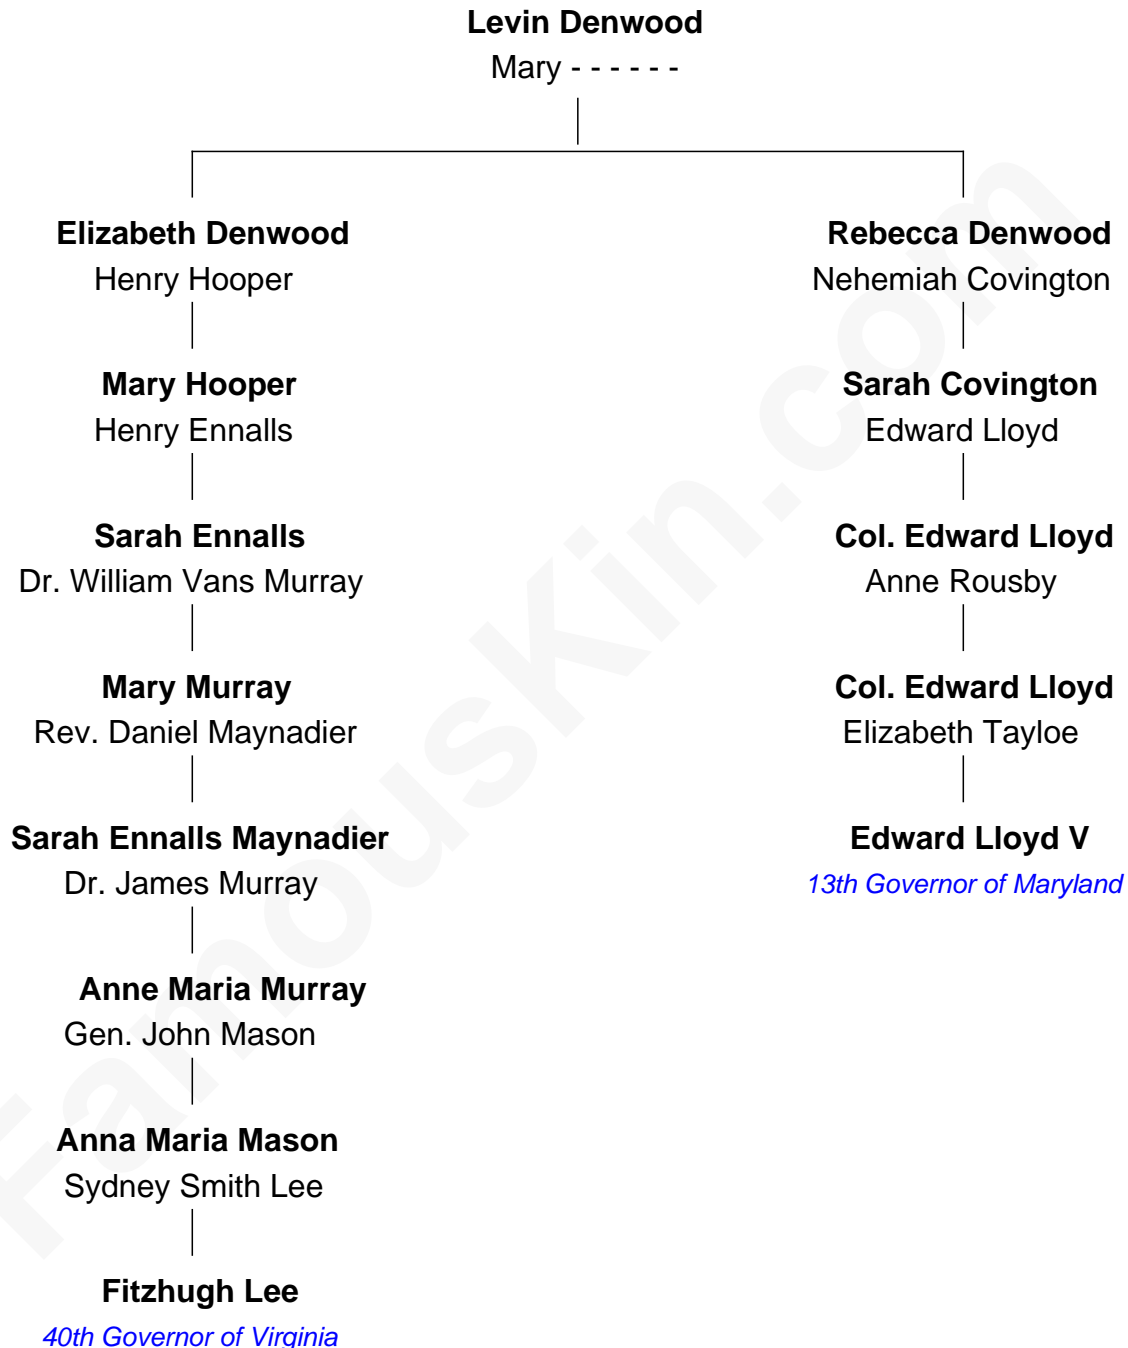 Levin Denwood
Mary - - - - - -
Elizabeth Denwood
Henry Hooper
Rebecca Denwood
Nehemiah Covington
Mary Hooper
Henry Ennalls
Sarah Covington
Edward Lloyd
Sarah Ennalls
Dr. William Vans Murray
Col. Edward Lloyd
Anne Rousby
Mary Murray
Rev. Daniel Maynadier
Col. Edward Lloyd
Elizabeth Tayloe
Sarah Ennalls Maynadier
Dr. James Murray
Edward Lloyd V
13th Governor of Maryland
Anne Maria Murray
Gen. John Mason
Anna Maria Mason
Sydney Smith Lee
Fitzhugh Lee
40th Governor of Virginia
FamousKin.com